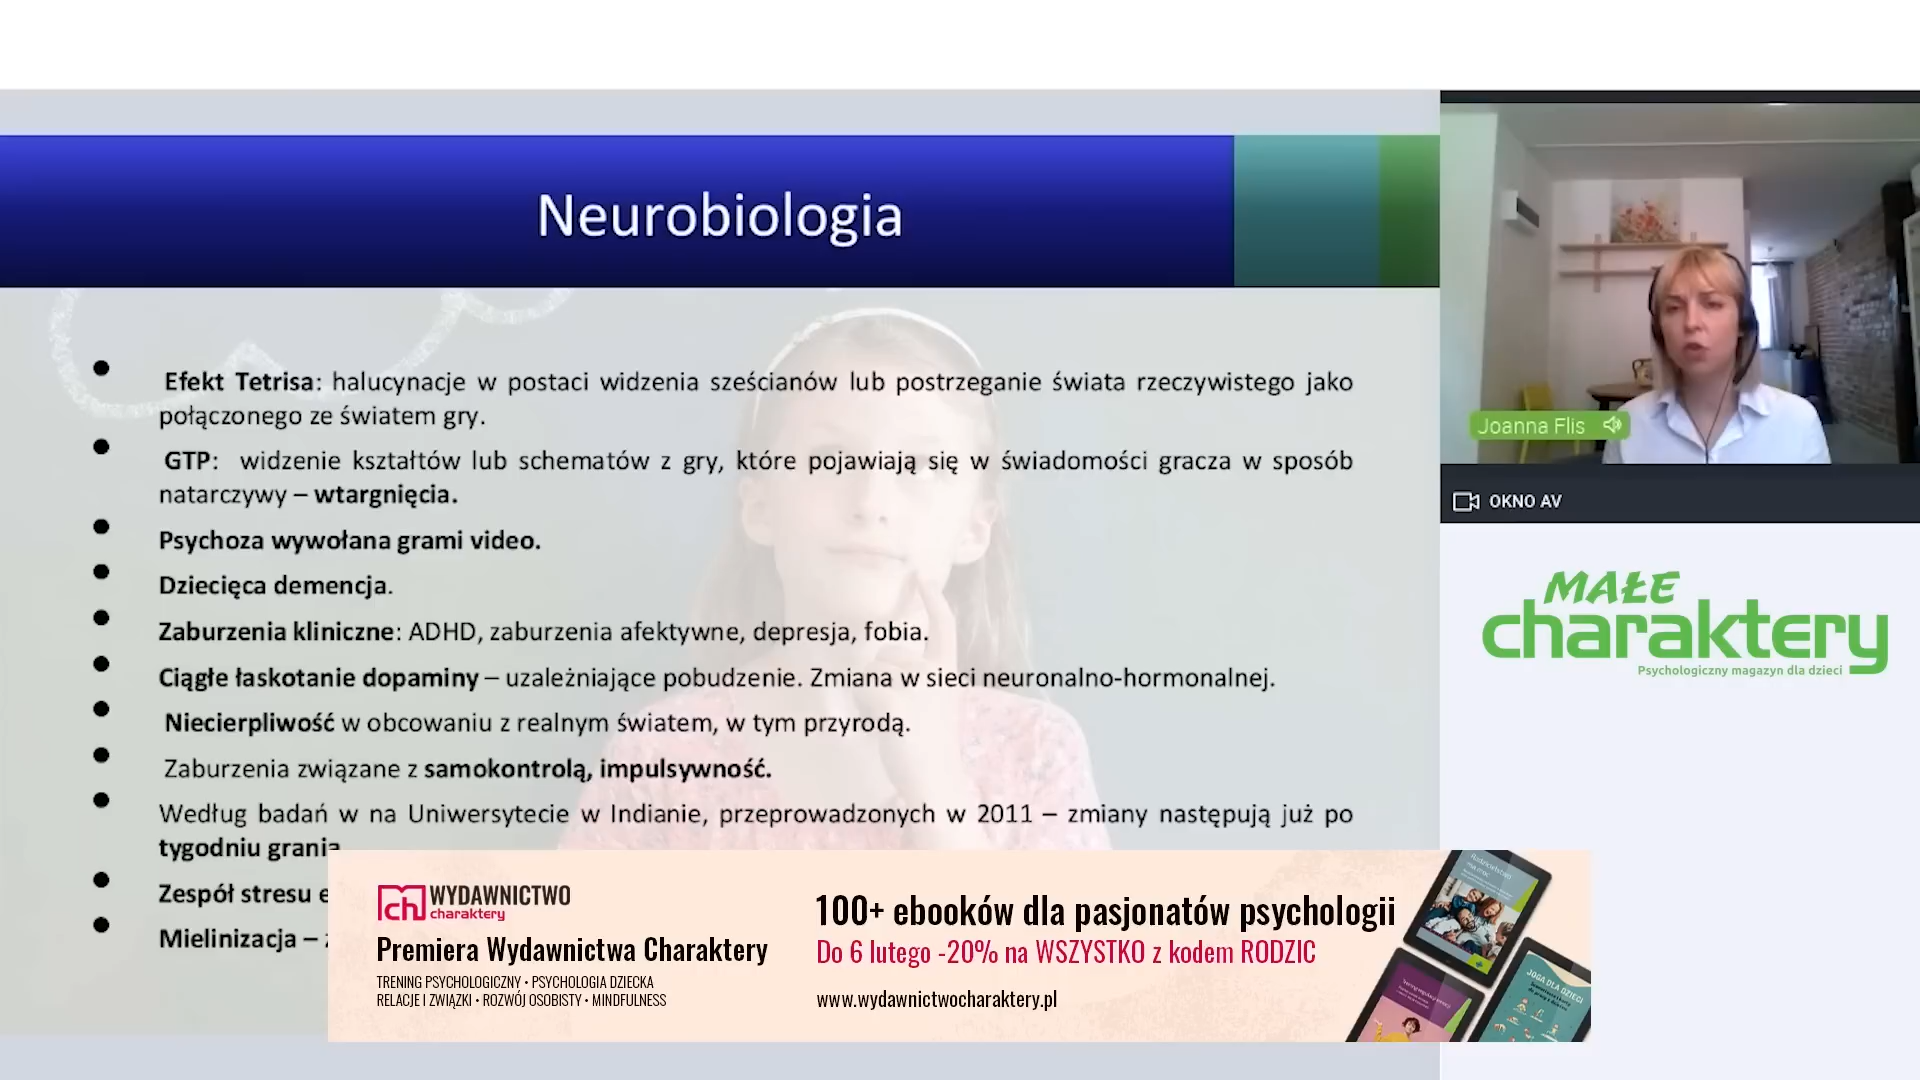 Neurobiologia
Efekt Tetrisa: halucynacje w postaci widzenia sześcianów lub postrzeganie świata rzeczywistego jako
połączonego ze światem gry.
GTP: widzenie kształtów lub schematów z gry, które pojawiają się w świadomości gracza w sposób
natarczywy – wtargnięcia.
Psychoza wywołana grami video.
Dziecięca demencja.
Zaburzenia kliniczne: ADHD, zaburzenia afektywne, depresja, fobia.
Ciągłe łaskotanie dopaminy – uzależniające pobudzenie. Zmiana w sieci neuronalno-hormonalnej.
Niecierpliwość w obcowaniu z realnym światem, w tym przyrodą.
Zaburzenia związane z samokontrolą, impulsywność.
Według badań w na Uniwersytecie w Indianie, przeprowadzonych w 2011 – zmiany następują już po
tygodniu grania
Zespół stresu
Mielinizacja –
Joanna Flis
OKNO AV
MAŁE
charaktery
Psychologiczny magazyn dla dzieci
ch WYDAWNICTWO
charaktery
Premiera Wydawnictwa Charaktery
TRENING PSYCHOLOGICZNY • PSYCHOLOGIA DZIECKA
RELACJE I ZWIĄZKI • ROZWÓJ OSOBISTY • MINDFULNESS
100+ ebooków dla pasjonatów psychologii
Do 6 lutego -20% na WSZYSTKO z kodem RODZIC
www.wydawnictwocharaktery.pl
JOGA DLA DZIECI